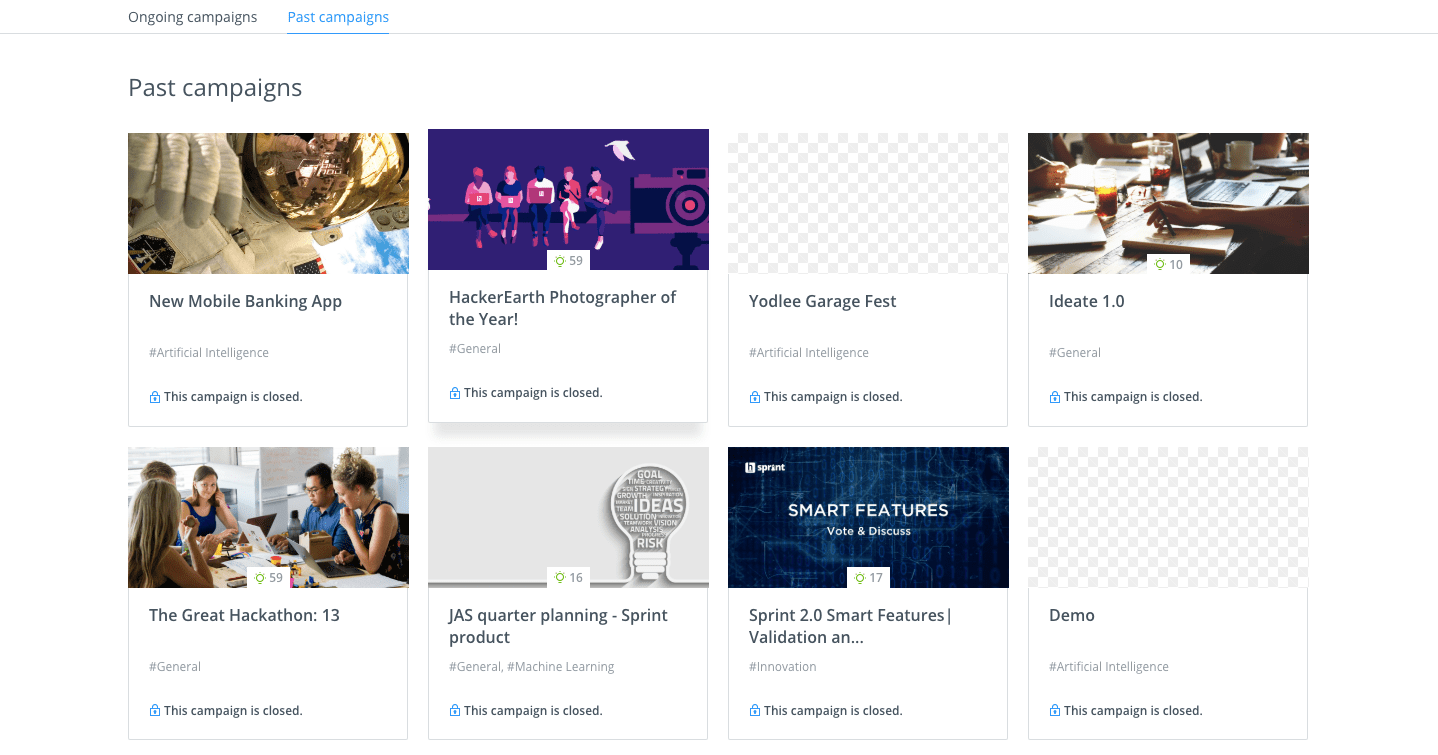 Ongoing campaigns
Past campaigns
Past campaigns
59
10
New Mobile Banking App
HackerEarth Photographer of
the Year!
Yodlee Garage Fest
Ideate 1.0
#Artificial Intelligence
#General
#Artificial Intelligence
#General
This campaign is closed.
This campaign is closed.
This campaign is closed.
This campaign is closed.
GOAL
STRATEGY
GROWTH
TEAM
IDEAS
SOLUTION
TEAMWORK VISION
ANALYSIS
RISK
h sprint
SMART FEATURES
Vote & Discuss
59
16
17
The Great Hackathon: 13
JAS quarter planning - Sprint
product
Sprint 2.0 Smart Features|
Validation an...
Demo
#General
#General, #Machine Learning
#Innovation
#Artificial Intelligence
This campaign is closed.
This campaign is closed.
This campaign is closed.
This campaign is closed.